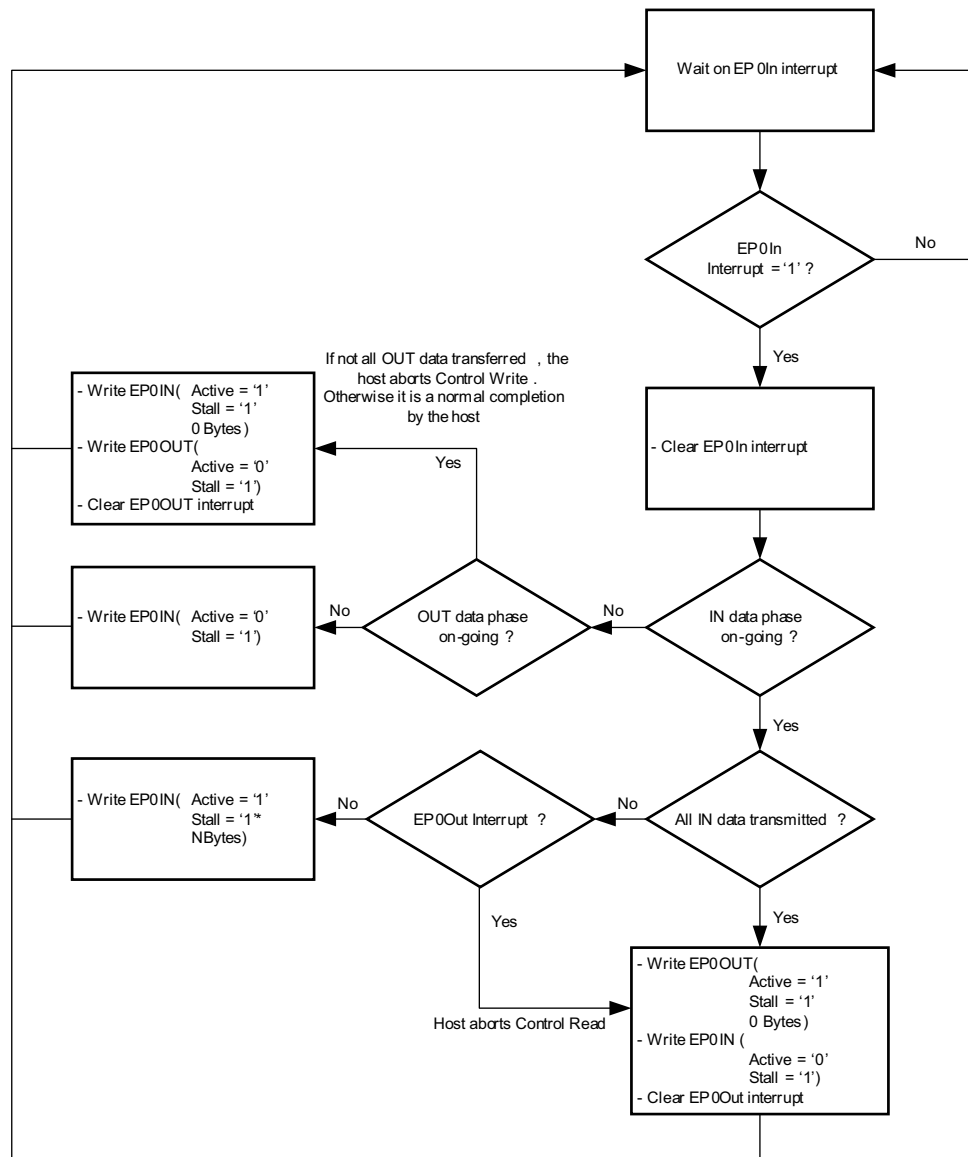 Wait on EP0In interrupt
EP0In
Interrupt = ‘1’ ?
No
Yes
If not all OUT data transferred , the
host aborts Control Write .
Otherwise it is a normal completion
by the host
- Write EP0IN( Active = ‘1’
Stall = ‘1’
0 Bytes)
- Write EP0OUT(
Active = ‘0’
Stall = ‘1’)
- Clear EP0OUT interrupt
Yes
- Clear EP0In interrupt
- Write EP0IN( Active = ‘0’
Stall = ‘1’)
No
OUT data phase
on-going ?
No
IN data phase
on-going ?
Yes
- Write EP0IN( Active = ‘1’
Stall = ‘1’*
NBytes)
No
EP0Out Interrupt ?
No
All IN data transmitted ?
Yes
Yes
Host aborts Control Read
- Write EP0OUT(
Active = ‘1’
Stall = ‘1’
0 Bytes)
- Write EP0IN (
Active = ‘0’
Stall = ‘1’)
- Clear EP0Out interrupt